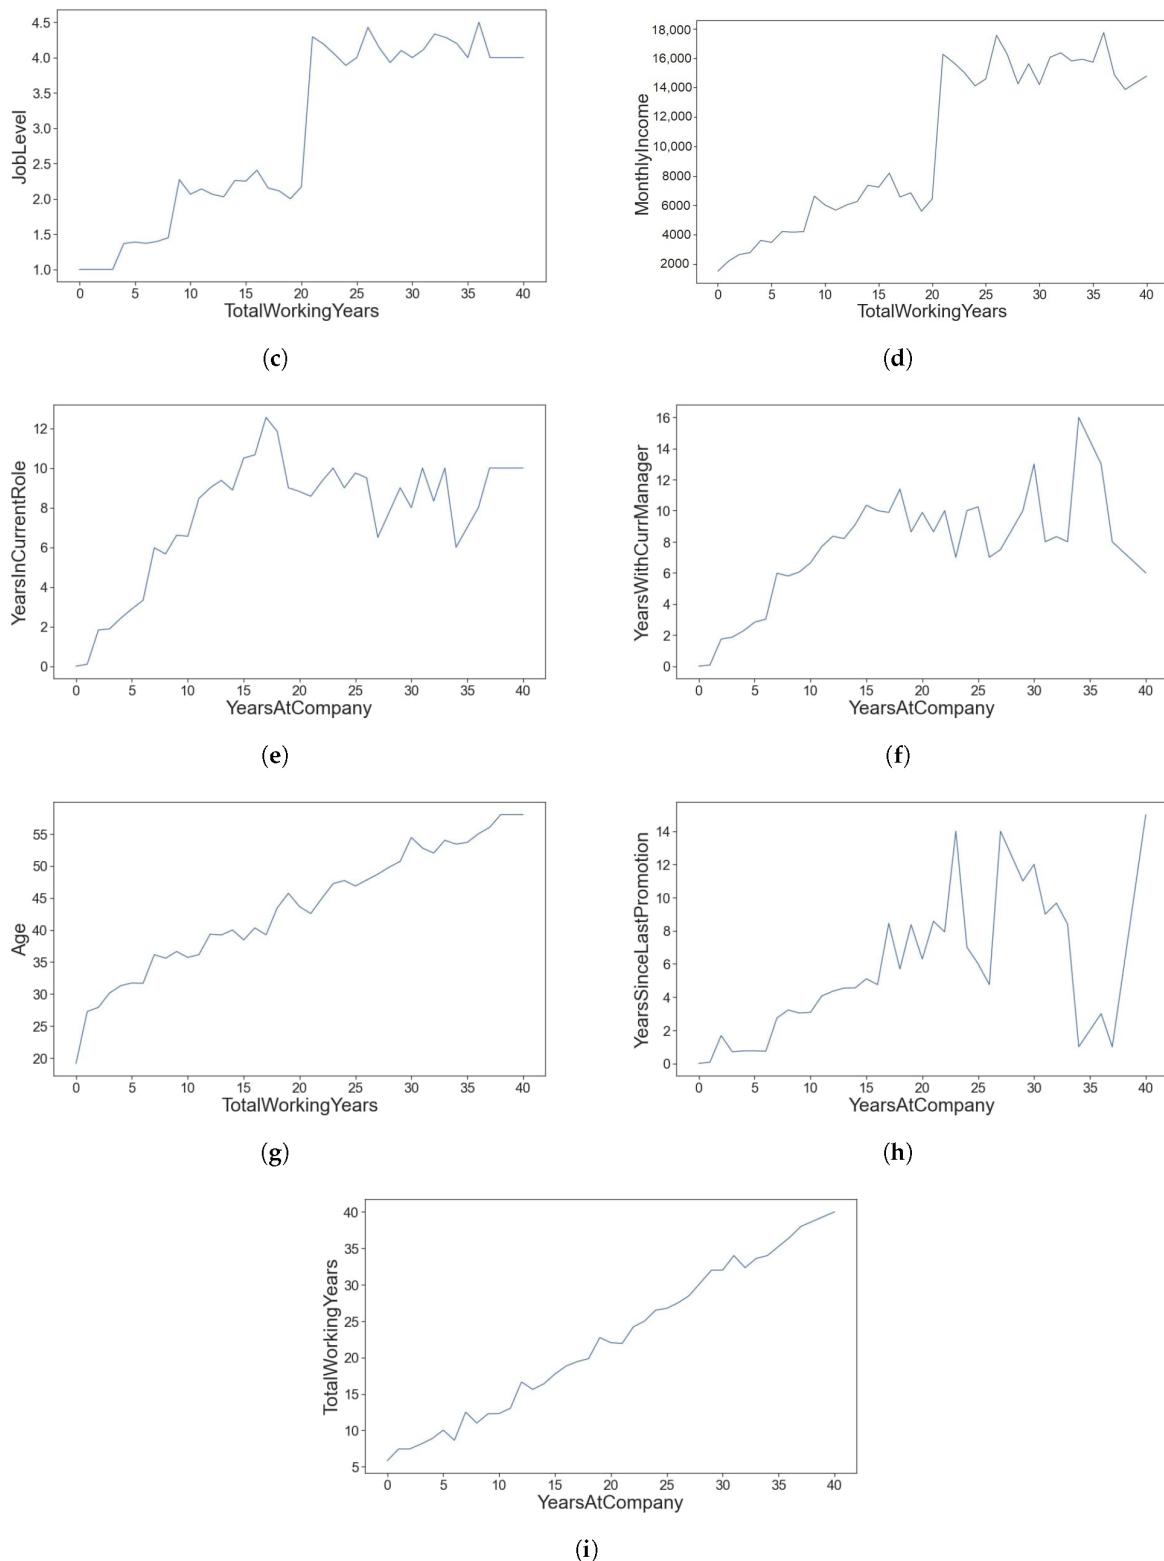 4.5
4.0
3.5
3.0
2.5
2.0
1.5
1.0
JobLevel
0 5 10 15 20 25 30 35 40
TotalWorkingYears
(c)
18,000
16,000
14,000
12,000
10,000
8000
6000
4000
2000
MonthlyIncome
0 5 10 15 20 25 30 35 40
TotalWorkingYears
(d)
12
10
8
6
4
2
0
YearsInCurrentRole
0 5 10 15 20 25 30 35 40
YearsAtCompany
(e)
16
14
12
10
8
6
4
2
0
YearsWithCurrManager
0 5 10 15 20 25 30 35 40
YearsAtCompany
(f)
55
50
45
40
35
30
25
20
Age
0 5 10 15 20 25 30 35 40
TotalWorkingYears
(g)
14
12
10
8
6
4
2
0
YearsSinceLastPromotion
0 5 10 15 20 25 30 35 40
YearsAtCompany
(h)
40
35
30
25
20
15
10
5
TotalWorkingYears
0 5 10 15 20 25 30 35 40
YearsAtCompany
(i)